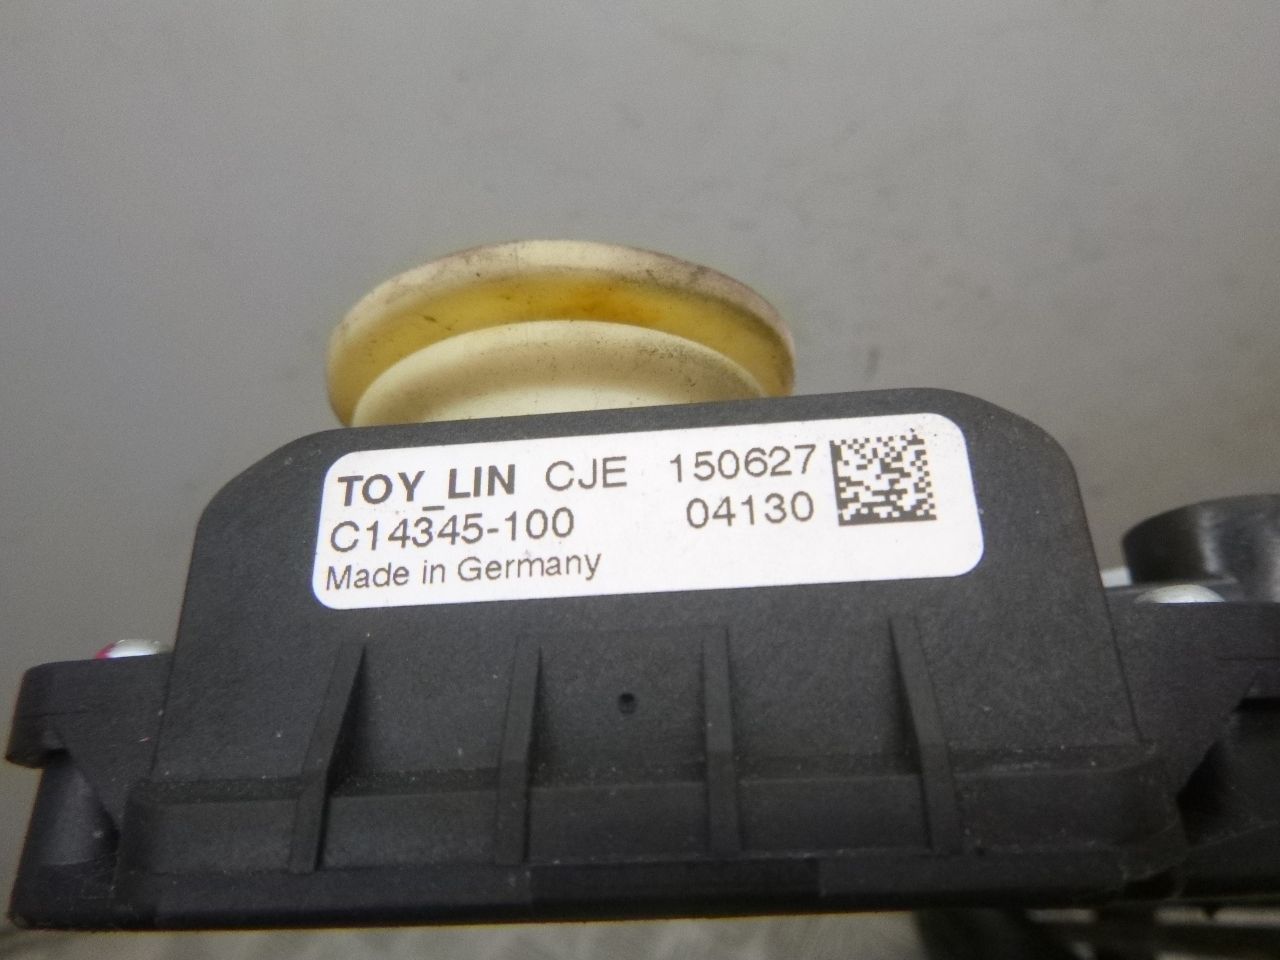 TOY_LIN CJE 150627
C14345-100 04130
Made in Germany